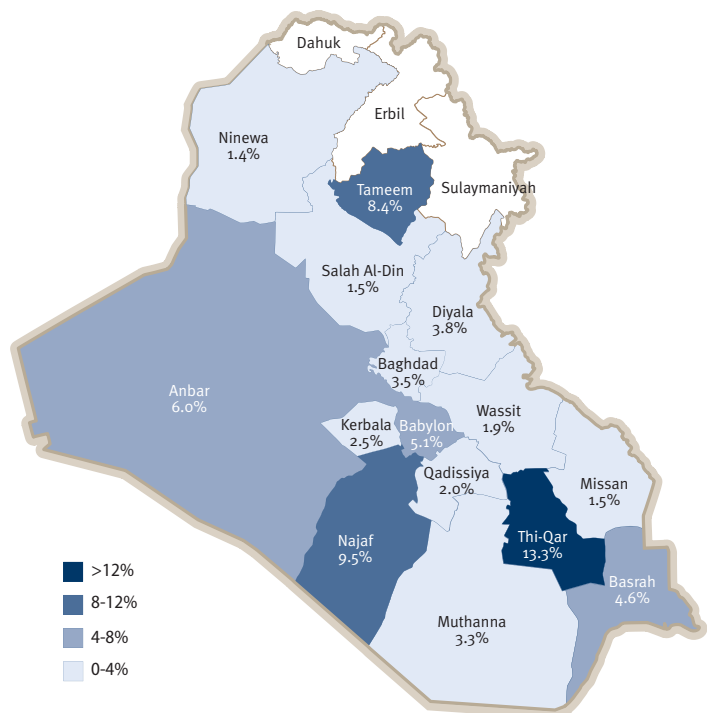 Dahuk
Erbil
Ninewa
1.4%
Tameem
8.4%
Sulaymaniyah
Salah Al-Din
1.5%
Diyala
3.8%
Baghdad
3.5%
Anbar
6.0%
Wassit
1.9%
Kerbala
2.5%
Babylon
5.1%
Qadissiya
2.0%
Missan
1.5%
Najaf
9.5%
Thi-Qar
13.3%
Basrah
4.6%
Muthanna
3.3%
>12%
8-12%
4-8%
0-4%